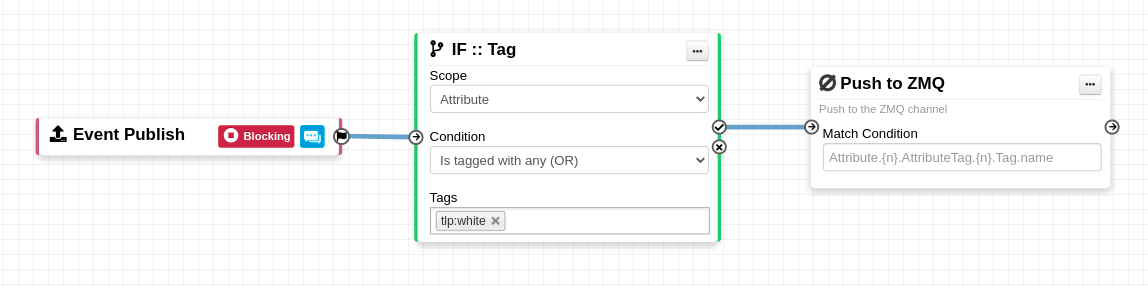 Event Publish
Blocking
IF :: Tag
Scope
Attribute
Condition
Is tagged with any (OR)
Tags
tlp:white
Push to ZMQ
Push to the ZMQ channel
Match Condition
Attribute.{n}.AttributeTag.{n}.Tag.name